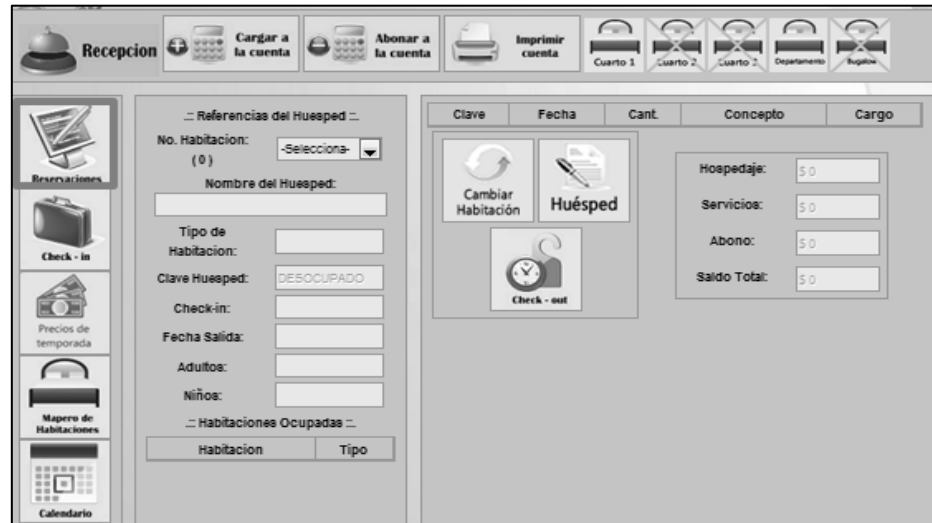 Recepcion
Cargar a
la cuenta
Abonar a
la cuenta
Imprimir
cuenta
Cuarto 1
Cuarto 2
Cuarto 3
Departamento
Bugalow
Reservaciones
Check - in
Precios de
temporada
Mapero de
Habitaciones
Calendario
.:: Referencias del Huesped ::.
No. Habitacion:
( 0 )
-Selecciona-
Nombre del Huesped:
Tipo de
Habitacion:
Clave Huesped:
DESOCUPADO
Check-in:
Fecha Salida:
Adultos:
Niños:
.:: Habitaciones Ocupadas ::.
Habitacion Tipo
Clave Fecha Cant. Concepto Cargo
Cambiar
Habitación
Huésped
Check - out
Hospedaje: $ 0
Servicios: $ 0
Abono: $ 0
Saldo Total: $ 0